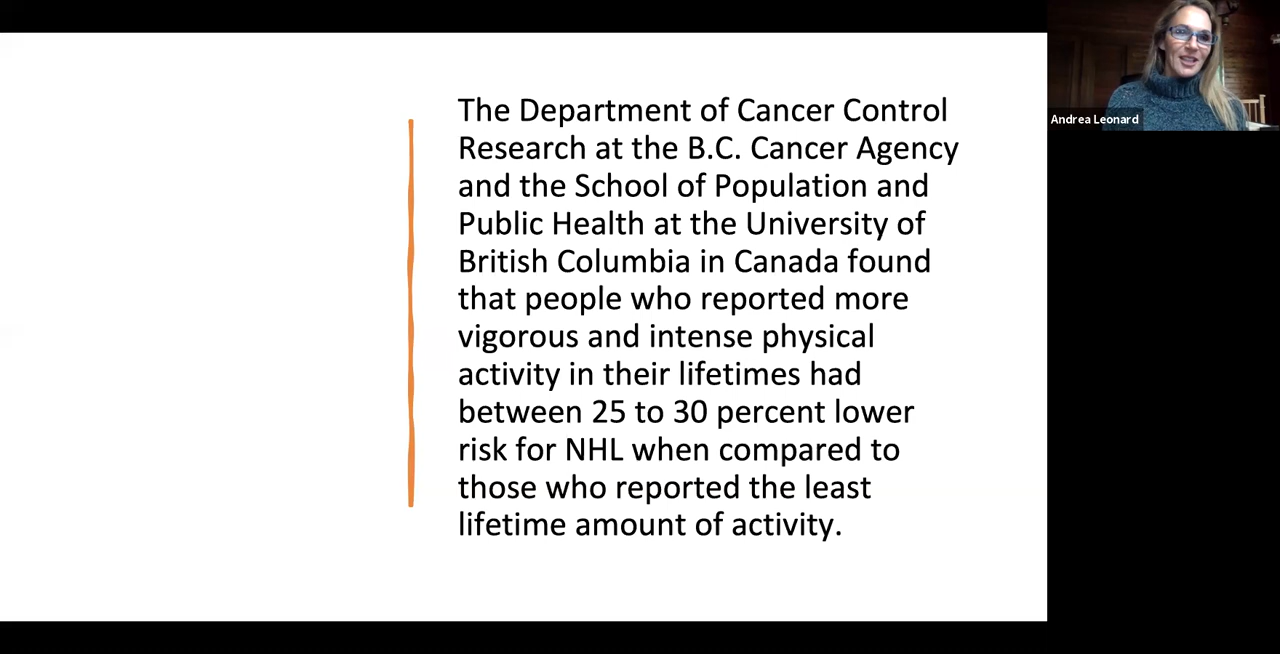 The Department of Cancer Control
Research at the B.C. Cancer Agency
and the School of Population and
Public Health at the University of
British Columbia in Canada found
that people who reported more
vigorous and intense physical
activity in their lifetimes had
between 25 to 30 percent lower
risk for NHL when compared to
those who reported the least
lifetime amount of activity.
Andrea Leonard